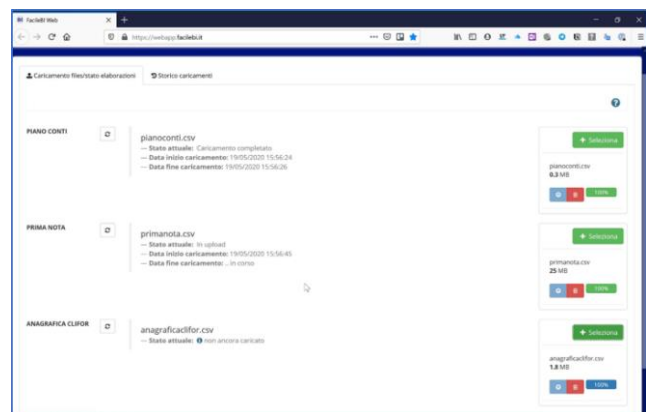 FacileBI Web
https://webapp.facilebi.it
Caricamento files/stato elaborazioni
Storico caricamenti
PIANO CONTI
pianoconti.csv
— Stato attuale: Caricamento completato
— Data inizio caricamento: 19/05/2020 15:56:24
— Data fine caricamento: 19/05/2020 15:56:26
+ Seleziona
pianoconti.csv
0.3 MB
100%
PRIMA NOTA
primanota.csv
— Stato attuale: In upload
— Data inizio caricamento: 19/05/2020 15:56:45
— Data fine caricamento: .. in corso
+ Seleziona
primanota.csv
25 MB
100%
ANAGRAFICA CLIFOR
anagraficaclifor.csv
— Stato attuale: non ancora caricato
+ Seleziona
anagraficaclifor.csv
1.8 MB
100%